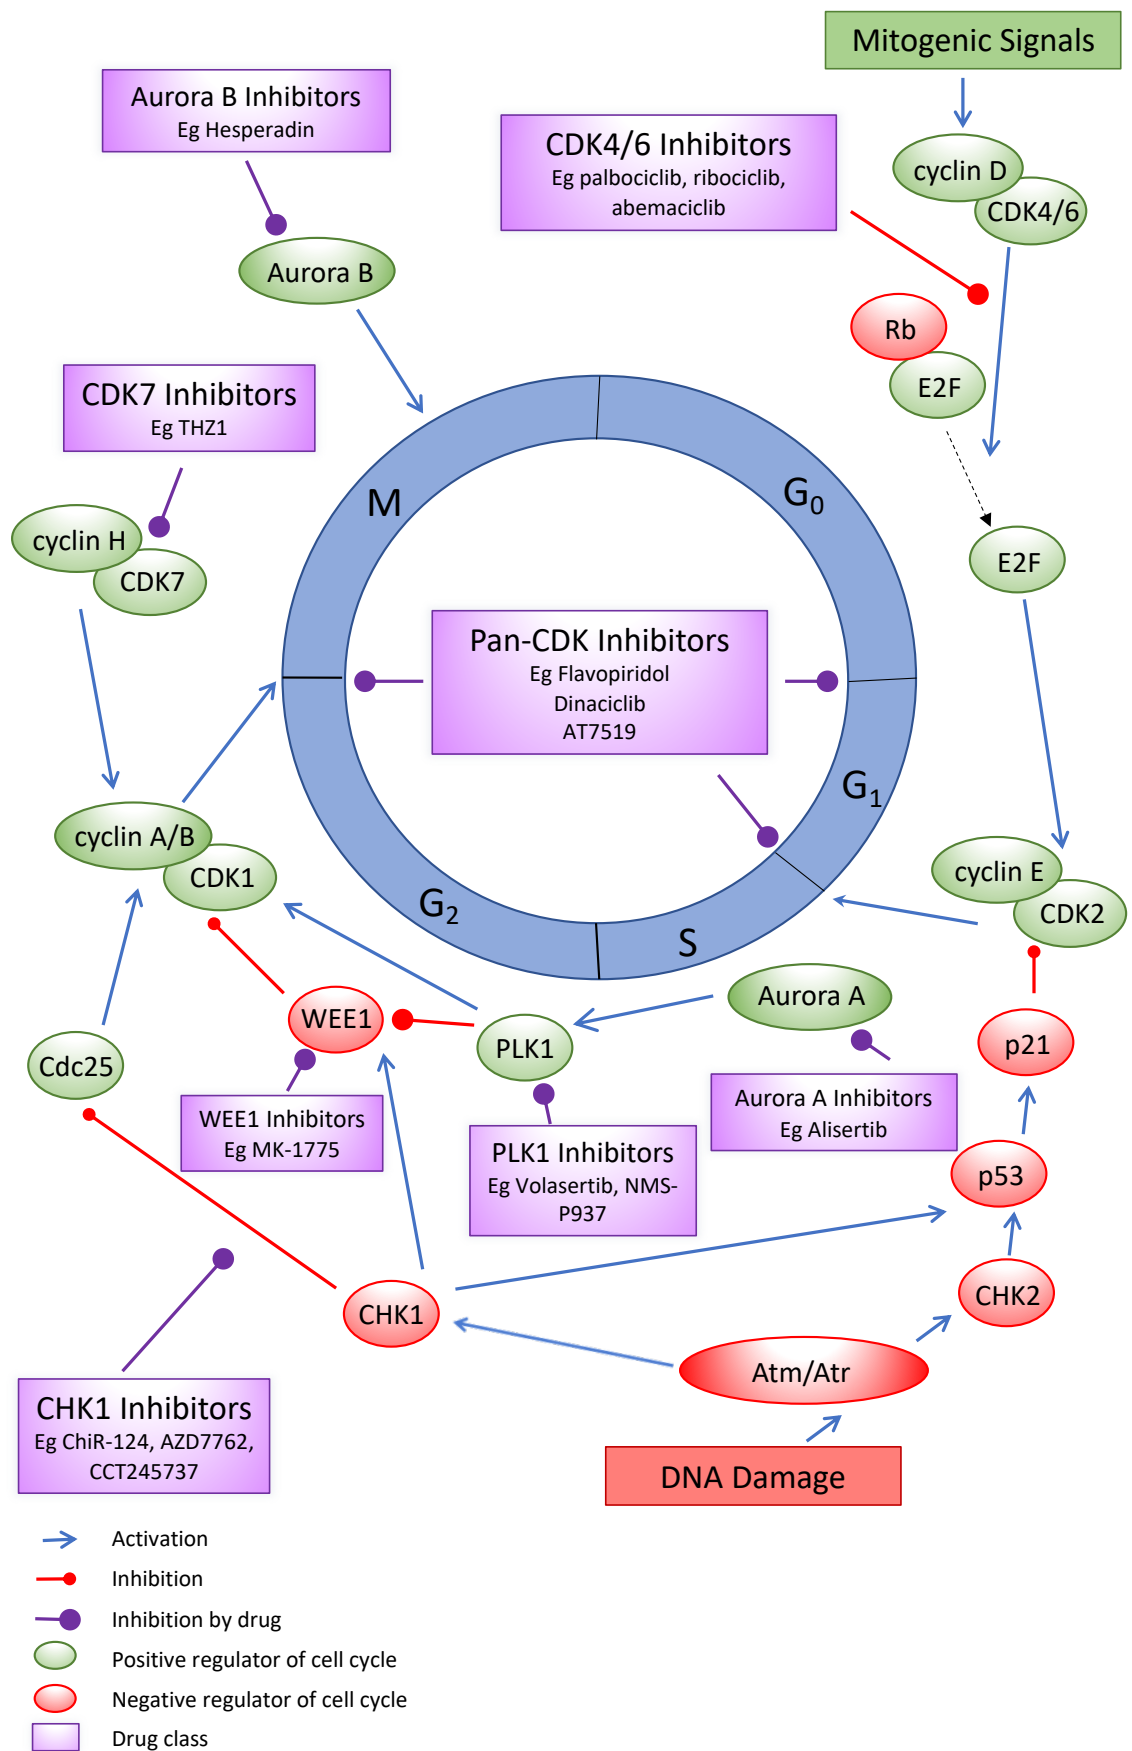 Mitogenic Signals
Aurora B Inhibitors
Eg Hesperadin
CDK4/6 Inhibitors
Eg palbociclib, ribociclib,
abemaciclib
cyclin D
CDK4/6
Aurora B
Rb
E2F
CDK7 Inhibitors
Eg THZ1
M
G₀
cyclin H
CDK7
E2F
Pan-CDK Inhibitors
Eg Flavopiridol
Dinaciclib
AT7519
G₁
cyclin A/B
CDK1
cyclin E
CDK2
G₂
S
Aurora A
WEE1
PLK1
p21
Cdc25
WEE1 Inhibitors
Eg MK-1775
PLK1 Inhibitors
Eg Volasertib, NMS-
P937
Aurora A Inhibitors
Eg Alisertib
p53
CHK1
CHK2
Atm/Atr
CHK1 Inhibitors
Eg ChiR-124, AZD7762,
CCT245737
DNA Damage
Activation
Inhibition
Inhibition by drug
Positive regulator of cell cycle
Negative regulator of cell cycle
Drug class